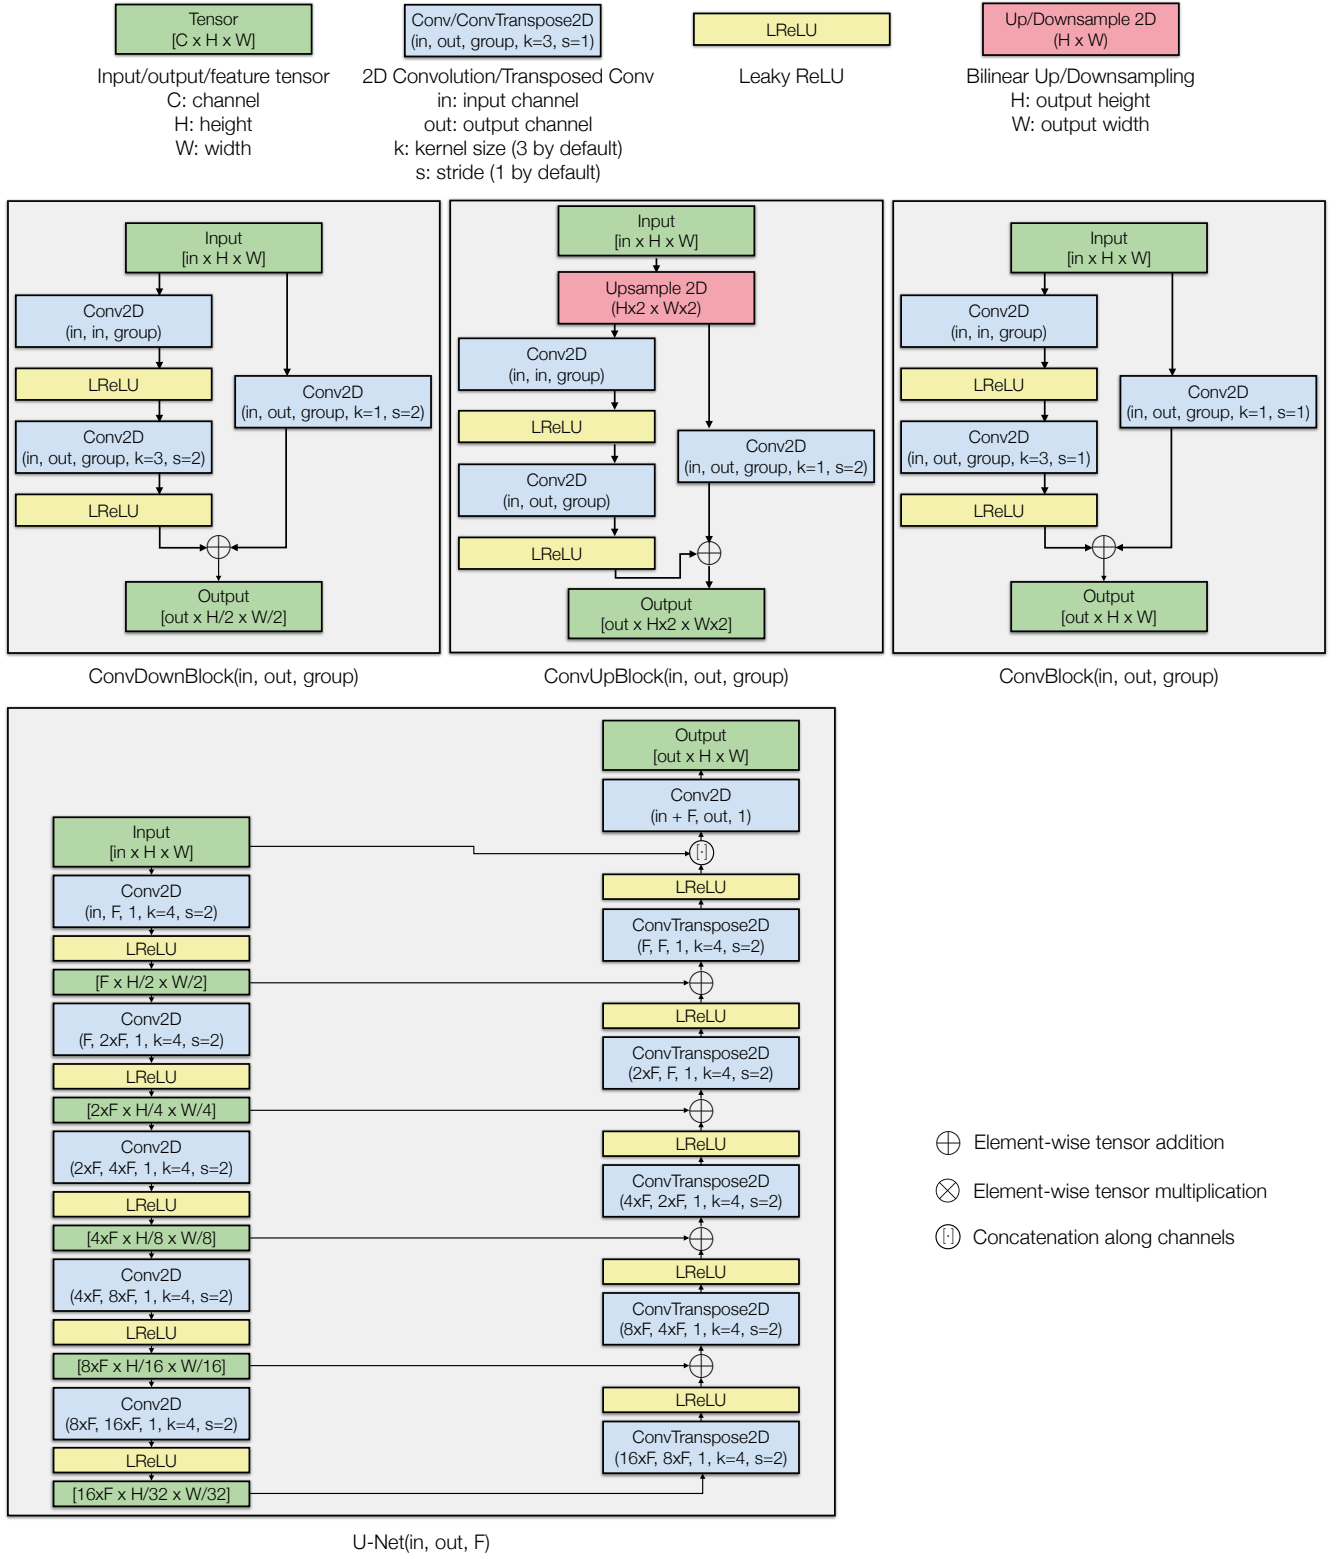 Tensor
[C x H x W]
Input/output/feature tensor
C: channel
H: height
W: width
Conv/ConvTranspose2D
(in, out, group, k=3, s=1)
2D Convolution/Transposed Conv
in: input channel
out: output channel
k: kernel size (3 by default)
s: stride (1 by default)
LReLU
Leaky ReLU
Up/Downsample 2D
(H x W)
Bilinear Up/Downsampling
H: output height
W: output width
Input
[in x H x W]
Conv2D
(in, in, group)
LReLU
Conv2D
(in, out, group, k=3, s=2)
LReLU
Conv2D
(in, out, group, k=1, s=2)
Output
[out x H/2 x W/2]
ConvDownBlock(in, out, group)
Input
[in x H x W]
Upsample 2D
(Hx2 x Wx2)
Conv2D
(in, in, group)
LReLU
Conv2D
(in, out, group)
LReLU
Conv2D
(in, out, group, k=1, s=2)
Output
[out x Hx2 x Wx2]
ConvUpBlock(in, out, group)
Input
[in x H x W]
Conv2D
(in, in, group)
LReLU
Conv2D
(in, out, group, k=3, s=1)
LReLU
Conv2D
(in, out, group, k=1, s=1)
Output
[out x H x W]
ConvBlock(in, out, group)
Input
[in x H x W]
Conv2D
(in, F, 1, k=4, s=2)
LReLU
[F x H/2 x W/2]
Conv2D
(F, 2xF, 1, k=4, s=2)
LReLU
[2xF x H/4 x W/4]
Conv2D
(2xF, 4xF, 1, k=4, s=2)
LReLU
[4xF x H/8 x W/8]
Conv2D
(4xF, 8xF, 1, k=4, s=2)
LReLU
[8xF x H/16 x W/16]
Conv2D
(8xF, 16xF, 1, k=4, s=2)
LReLU
[16xF x H/32 x W/32]
Output
[out x H x W]
Conv2D
(in + F, out, 1)
[·]
LReLU
ConvTranspose2D
(F, F, 1, k=4, s=2)
LReLU
ConvTranspose2D
(2xF, F, 1, k=4, s=2)
LReLU
ConvTranspose2D
(4xF, 2xF, 1, k=4, s=2)
LReLU
ConvTranspose2D
(8xF, 4xF, 1, k=4, s=2)
LReLU
ConvTranspose2D
(16xF, 8xF, 1, k=4, s=2)
U-Net(in, out, F)
Element-wise tensor addition
Element-wise tensor multiplication
[·] Concatenation along channels